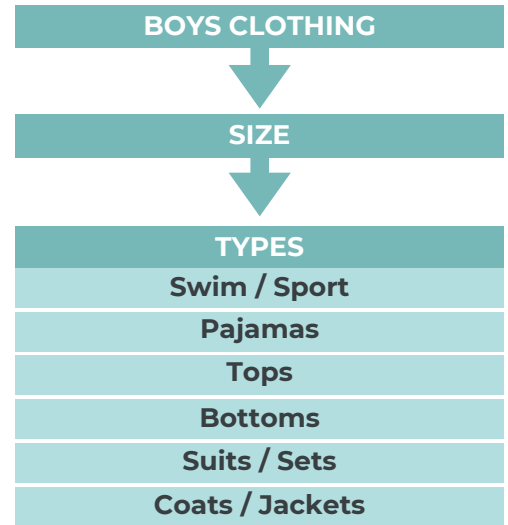 BOYS CLOTHING
SIZE
TYPES
Swim / Sport
Pajamas
Tops
Bottoms
Suits / Sets
Coats / Jackets